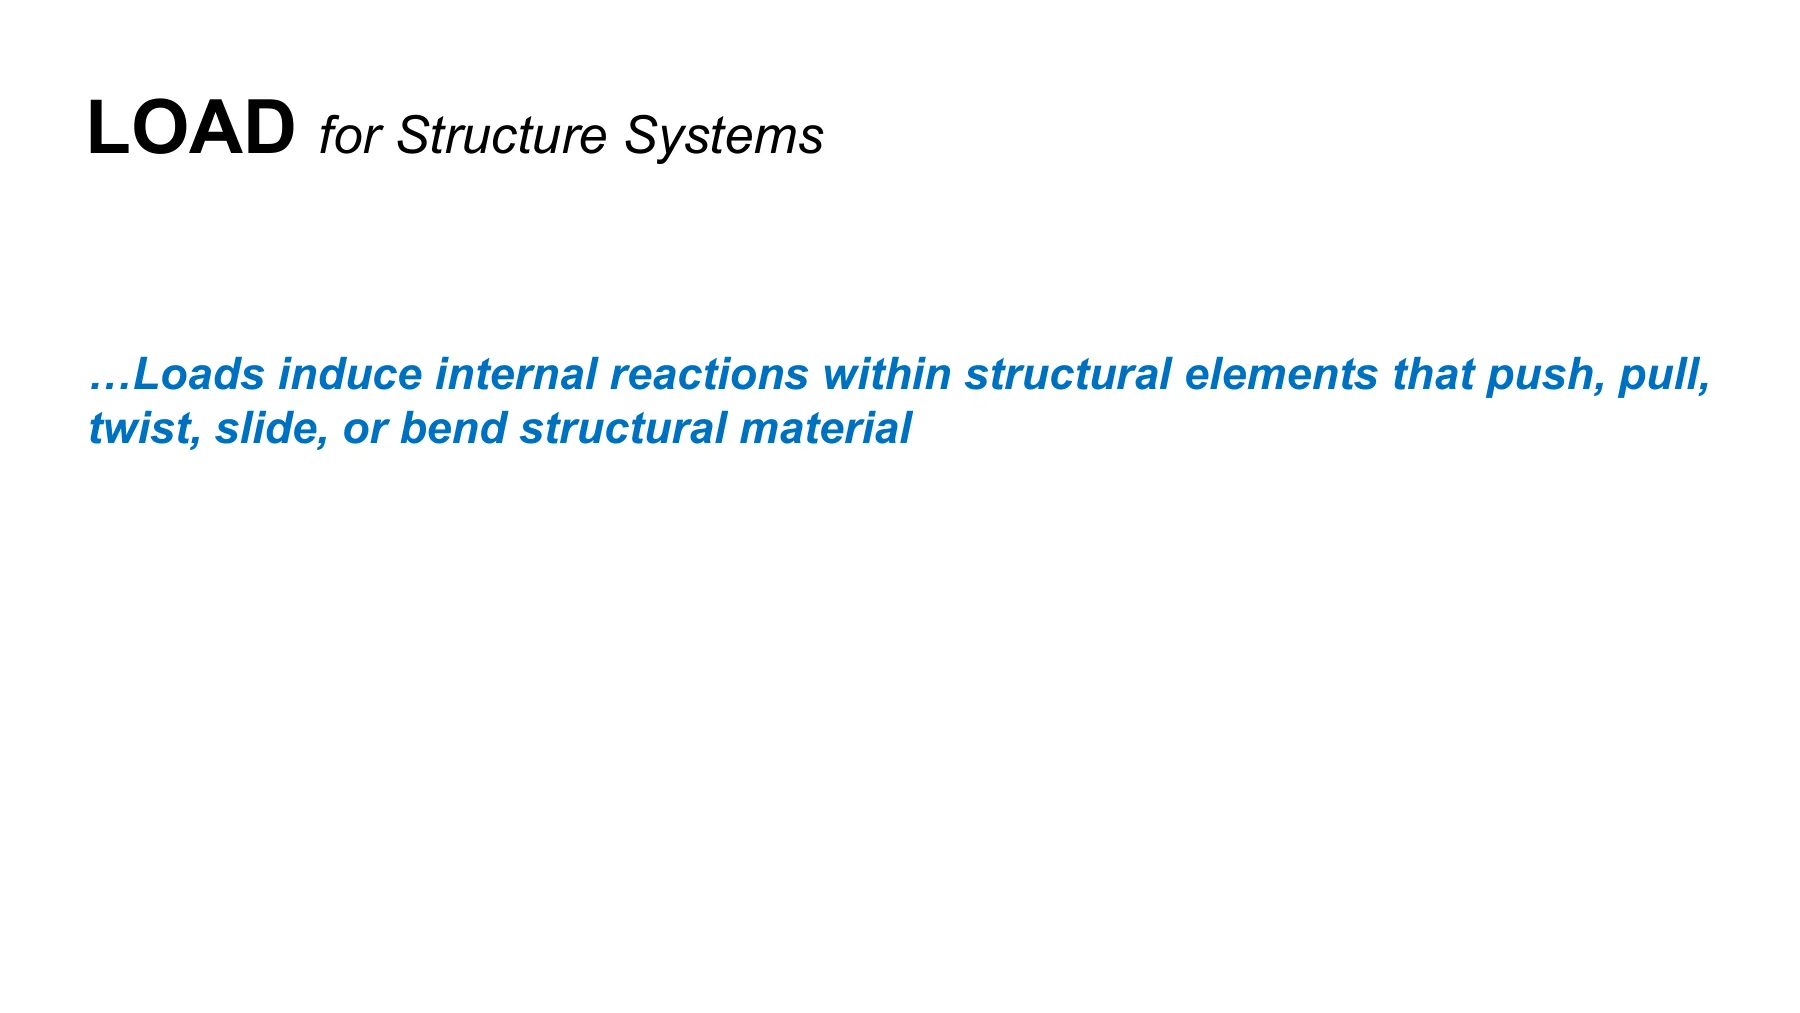 LOAD for Structure Systems
…Loads induce internal reactions within structural elements that push, pull,
twist, slide, or bend structural material